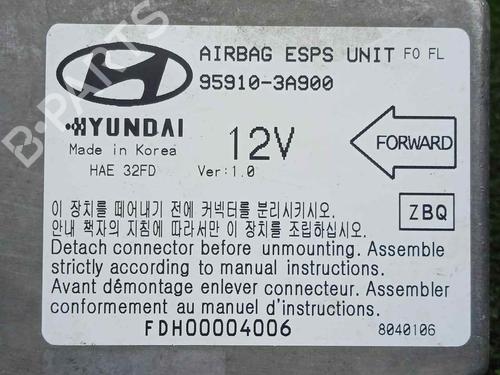 AIRBAG ESPS UNIT FO FL
95910-3A900
HYUNDAI
12V
FORWARD
Made in Korea
HAE 32FD Ver:1.0
ZBQ
이 장치를 떼어내기 전에 커넥터를 분리시키시오.
안내 책자의 지침에 따라서만 이 장치를 조립하십시오.
Detach connector before unmounting. Assemble
strictly according to manual instructions.
Avant démontage enlever connecteur. Assembler
conformement au manuel d'instructions.
FDH00004006 8040106
B-PARTS